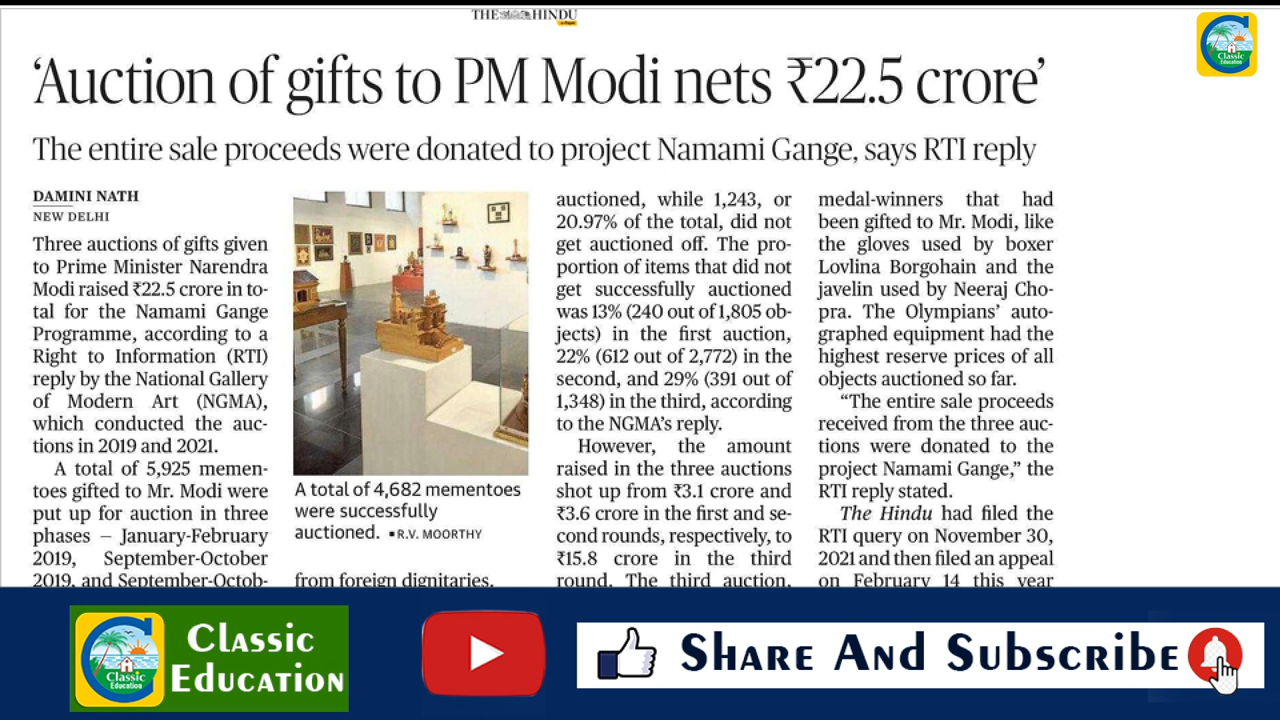 THE HINDU
‘Auction of gifts to PM Modi nets ₹22.5 crore’
The entire sale proceeds were donated to project Namami Gange, says RTI reply
DAMINI NATH
NEW DELHI
Three auctions of gifts given
to Prime Minister Narendra
Modi raised ₹22.5 crore in to-
tal for the Namami Gange
Programme, according to a
Right to Information (RTI)
reply by the National Gallery
of Modern Art (NGMA),
which conducted the auc-
tions in 2019 and 2021.
A total of 5,925 memen-
toes gifted to Mr. Modi were
put up for auction in three
phases – January-February
2019, September-October
2019, and September-Octob-
A total of 4,682 mementoes
were successfully
auctioned. ▪ R.V. MOORTHY
from foreign dignitaries.
auctioned, while 1,243, or
20.97% of the total, did not
get auctioned off. The pro-
portion of items that did not
get successfully auctioned
was 13% (240 out of 1,805 ob-
jects) in the first auction,
22% (612 out of 2,772) in the
second, and 29% (391 out of
1,348) in the third, according
to the NGMA’s reply.
However, the amount
raised in the three auctions
shot up from ₹3.1 crore and
₹3.6 crore in the first and se-
cond rounds, respectively, to
₹15.8 crore in the third
round. The third auction,
medal-winners that had
been gifted to Mr. Modi, like
the gloves used by boxer
Lovlina Borgohain and the
javelin used by Neeraj Cho-
pra. The Olympians’ auto-
graphed equipment had the
highest reserve prices of all
objects auctioned so far.
“The entire sale proceeds
received from the three auc-
tions were donated to the
project Namami Gange,” the
RTI reply stated.
The Hindu had filed the
RTI query on November 30,
2021 and then filed an appeal
on February 14 this year
Classic
Education
Classic
Education
Classic
Education
Share And Subscribe